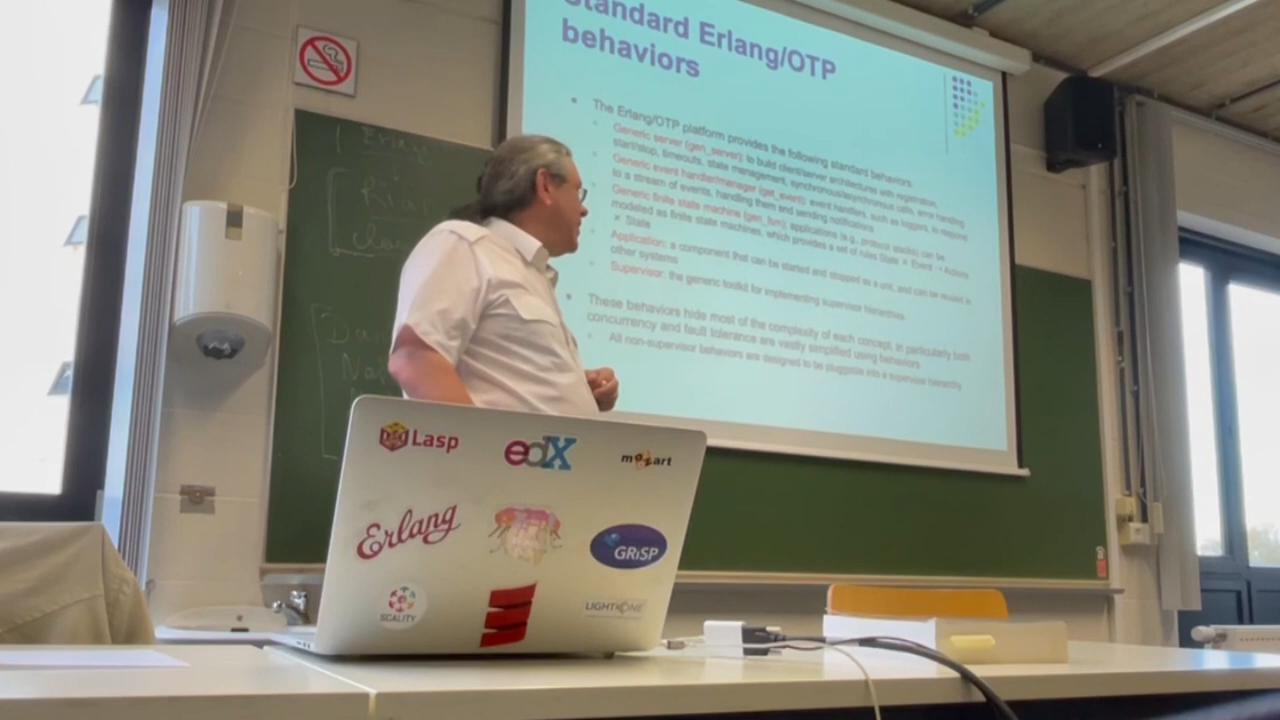 Standard Erlang/OTP
behaviors
The Erlang/OTP platform provides the following standard behaviors:
Generic server (gen_server): to build client/server architectures with registration,
start/stop, timeouts, state management, synchronous/asynchronous calls, error handling
Generic event handler/manager (get_event): event handlers, such as loggers, to respond
to a stream of events, handling them end sending notifications
Generic finite state machine (gen_fsm): applications (e.g., protocol stacks) can be
modeled as finite state machines, which provides a set of rules State × Event → Actions
× State
Application: a component that can be started and stopped as a unit, and can be reused in
other systems
Supervisor: the generic toolkit for implementing supervisor hierarchies
These behaviors hide most of the complexity of each concept, in particularly both
concurrency and fault tolerance are vastly simplified using behaviors
All non-supervisor behaviors are designed to be pluggable into a supervisor hierarchy
Lasp
edX
mozart
Erlang
GRiSP
SCALITY
LIGHTKONE